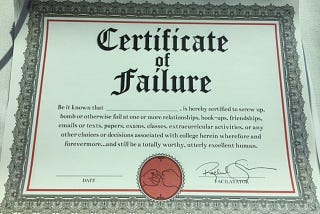 Certificate
of
Failure
Be it known that ____________________, is hereby certified to screw up,
bomb or otherwise fail at one or more relationships, hook-ups, friendships,
emails or texts, papers, exams, classes, extracurricular activities, or any
other choices or decisions associated with college herein wherefore and
forevermore...and still be a totally worthy, utterly excellent human.
DATE
FACILITATOR